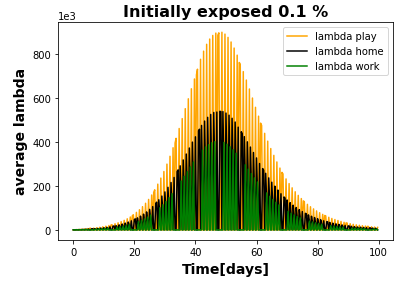 Initially exposed 0.1 %
1e3
lambda play
lambda home
lambda work
average lambda
800
600
400
200
0
0
20
40
60
80
100
Time[days]